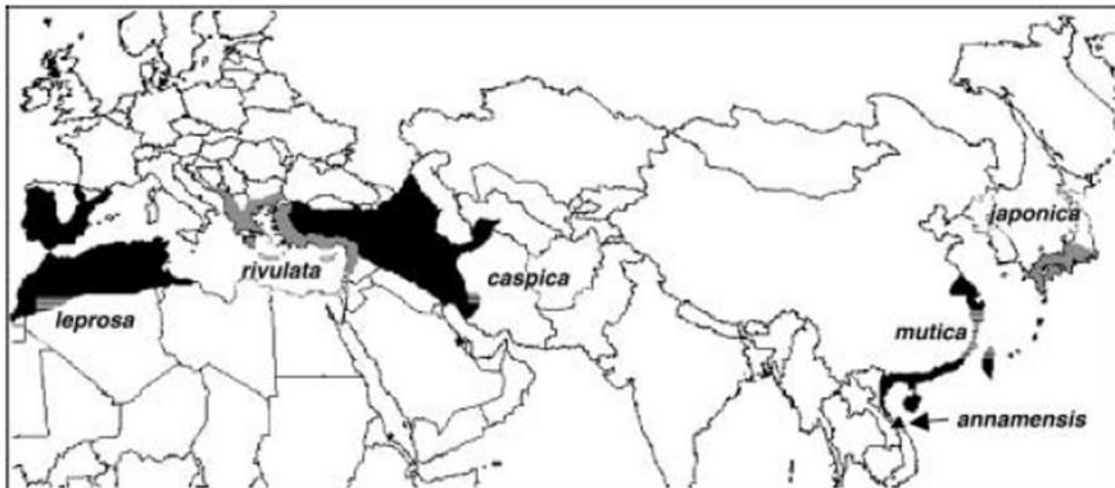 japonica
rivulata
caspica
leprosa
mutica
annamensis